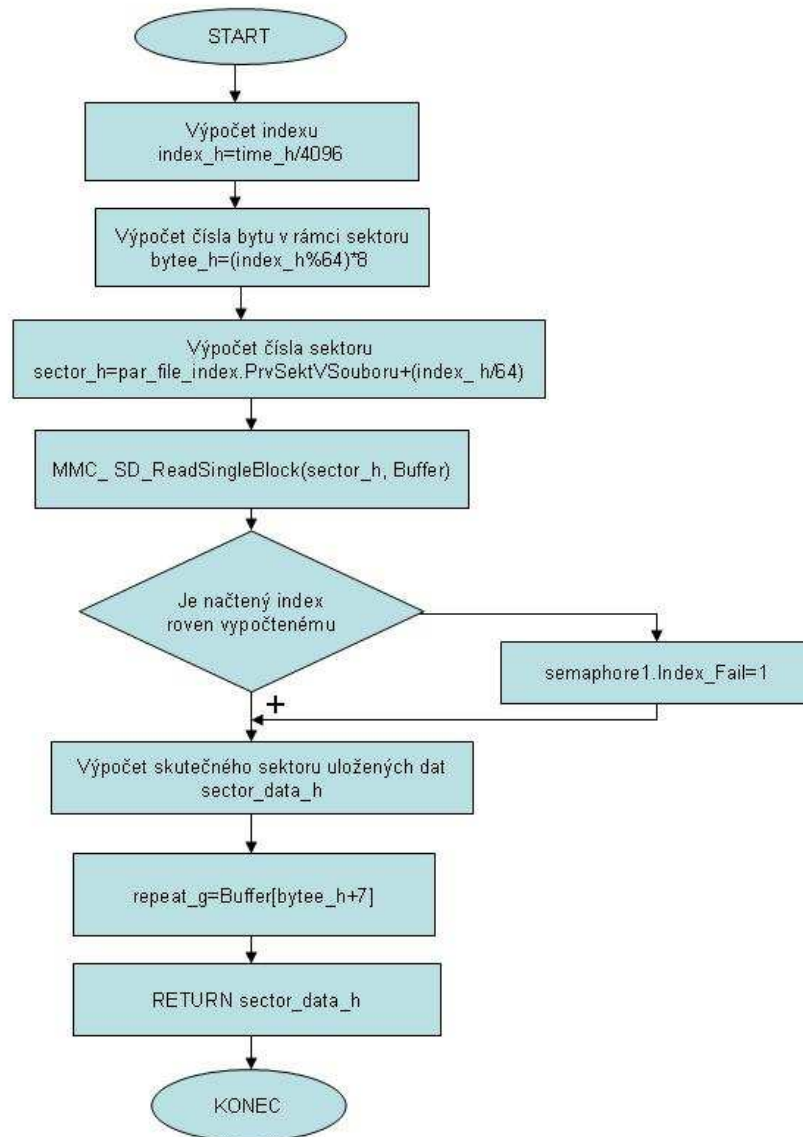 START
Výpočet indexu
index_h=time_h/4096
Výpočet čísla bytu v rámci sektoru
bytee_h=(index_h%64)*8
Výpočet čísla sektoru
sector_h=par_file_index.PrvSektVSouboru+(index_ h/64)
MMC_ SD_ReadSingleBlock(sector_h, Buffer)
Je načtený index
roven vypočtenému
semaphore1.Index_Fail=1
+
Výpočet skutečného sektoru uložených dat
sector_data_h
repeat_g=Buffer[bytee_h+7]
RETURN sector_data_h
KONEC